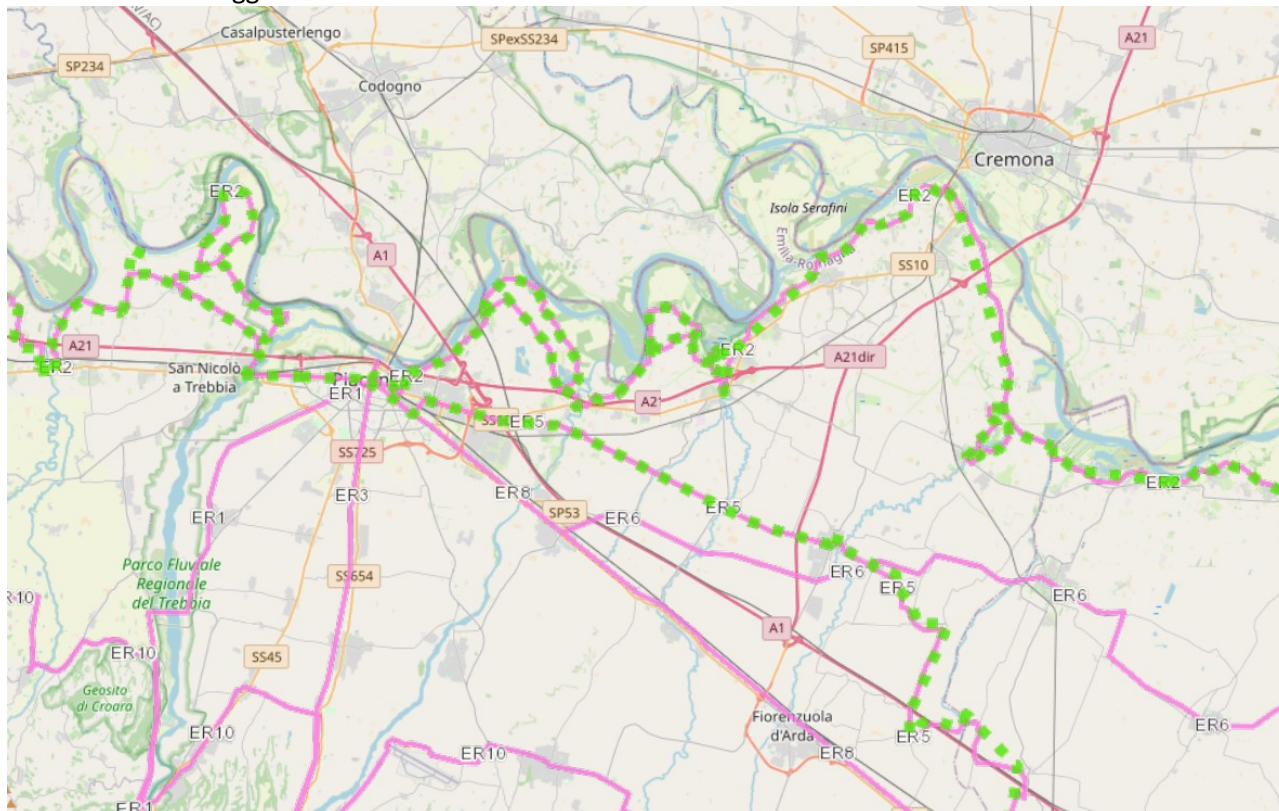 Casalpusterlengo
SPexSS234
SP415
A21
SP234
Codogno
Cremona
ER2
Isola Serafini
ER2
Emilia-Romagna
A1
SS10
A21
ER2
San Nicolò
a Trebbia
ER2
ER2
A21dir
ER1
A21
ER5
SS725
ER3
ER8
SP53
ER6
ER5
ER2
ER1
Parco Fluviale
Regionale
del Trebbia
SS654
ER6
ER5
ER6
ER10
A1
SS45
Geosito
di Croara
ER10
Fiorenzuola
d'Arda
ER5
ER6
ER10
ER8
ER1